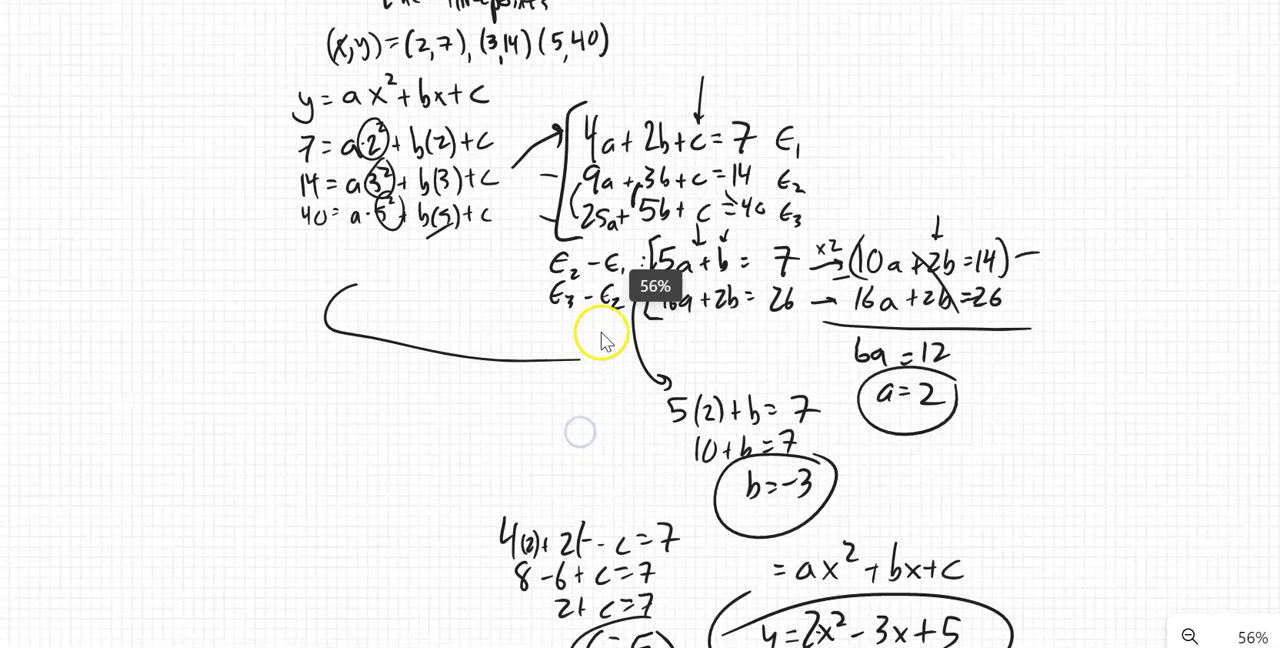 (x,y)=(2,7), (3,14) (5,40)
y = ax²+bx+c
7 = a·2² + b(2)+c
14 = a3² + b(3)+c
40 = a·5² + b(5)+c
4a+2b+c=7 E₁
9a+3b+c=14 E₂
25a+5b+c=40 E₃
E₂-E₁ : 5a+b = 7 x2 → (10a+2b=14) –
E₃-E₂ 16a+2b = 26 → 16a+2b=26
56%
6a = 12
a=2
5(2)+b=7
10+b=7
b=-3
4(2)+2(- c=7
8-6+c=7
2+c=7
= ax²+bx+c
y=2x²-3x+5
56%